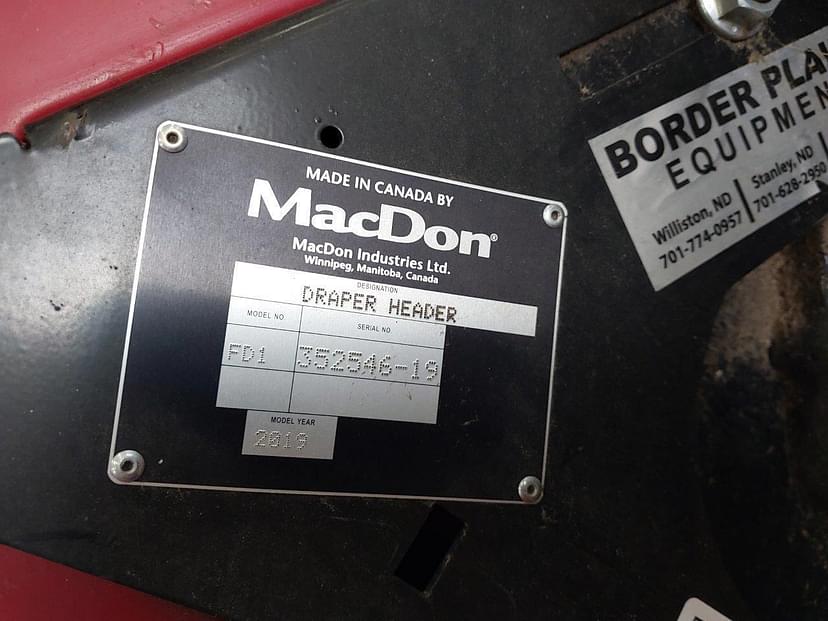 MADE IN CANADA BY
MacDon®
MacDon Industries Ltd.
Winnipeg, Manitoba, Canada
DESIGNATION
DRAPER HEADER
MODEL NO
SERIAL NO
FD1
352546-19
MODEL YEAR
2019
BORDER PLAI
EQUIPMEN
Williston, ND
701-774-0957
Stanley, ND
701-628-2950